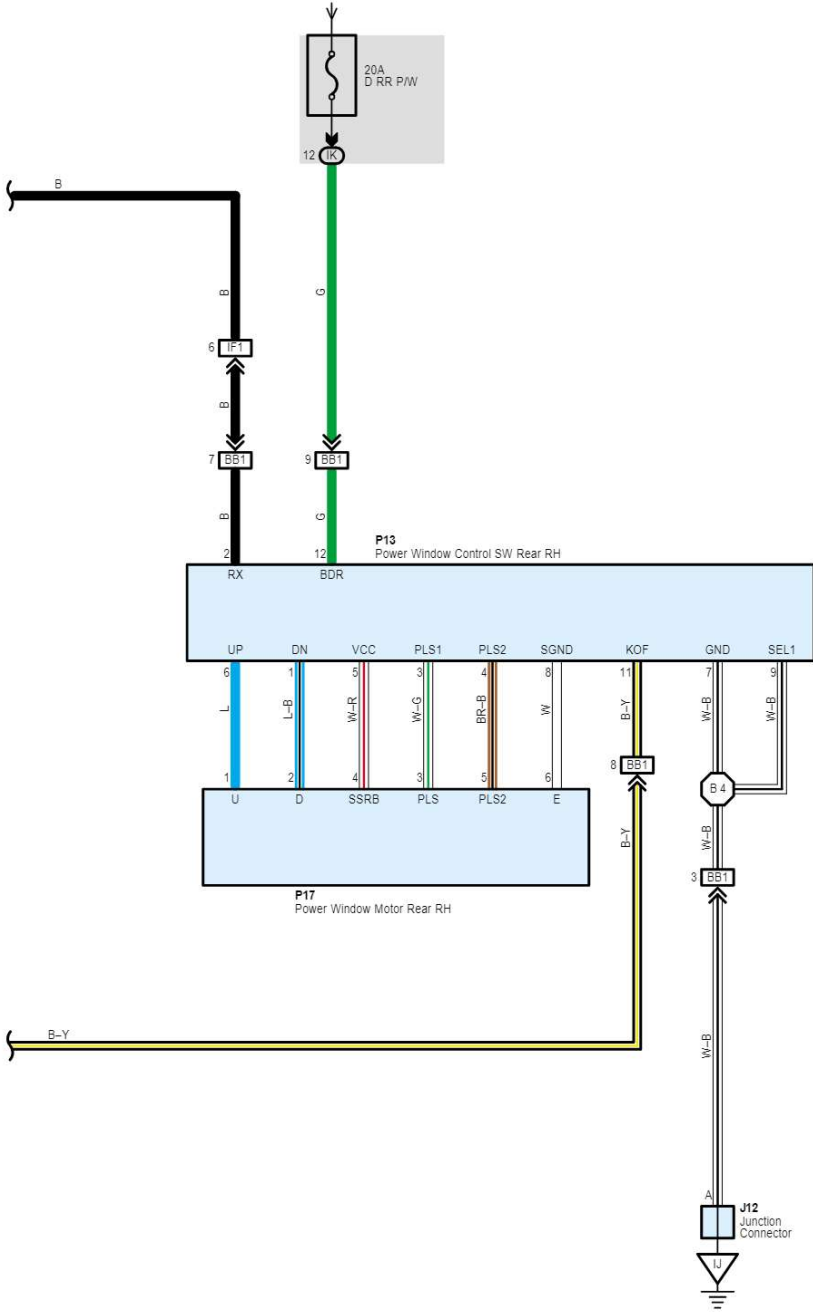 20A
D RR P/W
12 IK
B
B
G
6 IF1
B
7 BB1
9 BB1
B
G
P13
Power Window Control SW Rear RH
2
12
RX
BDR
UP
DN
VCC
PLS1
PLS2
SGND
KOF
GND
SEL1
6
1
5
3
4
8
11
7
9
L
L–B
W–R
W–G
BR–B
W
B–Y
W–B
W–B
8 BB1
1
2
4
3
5
6
B 4
U
D
SSRB
PLS
PLS2
E
B–Y
W–B
3 BB1
P17
Power Window Motor Rear RH
B–Y
W–B
A
J12
Junction
Connector
IJ